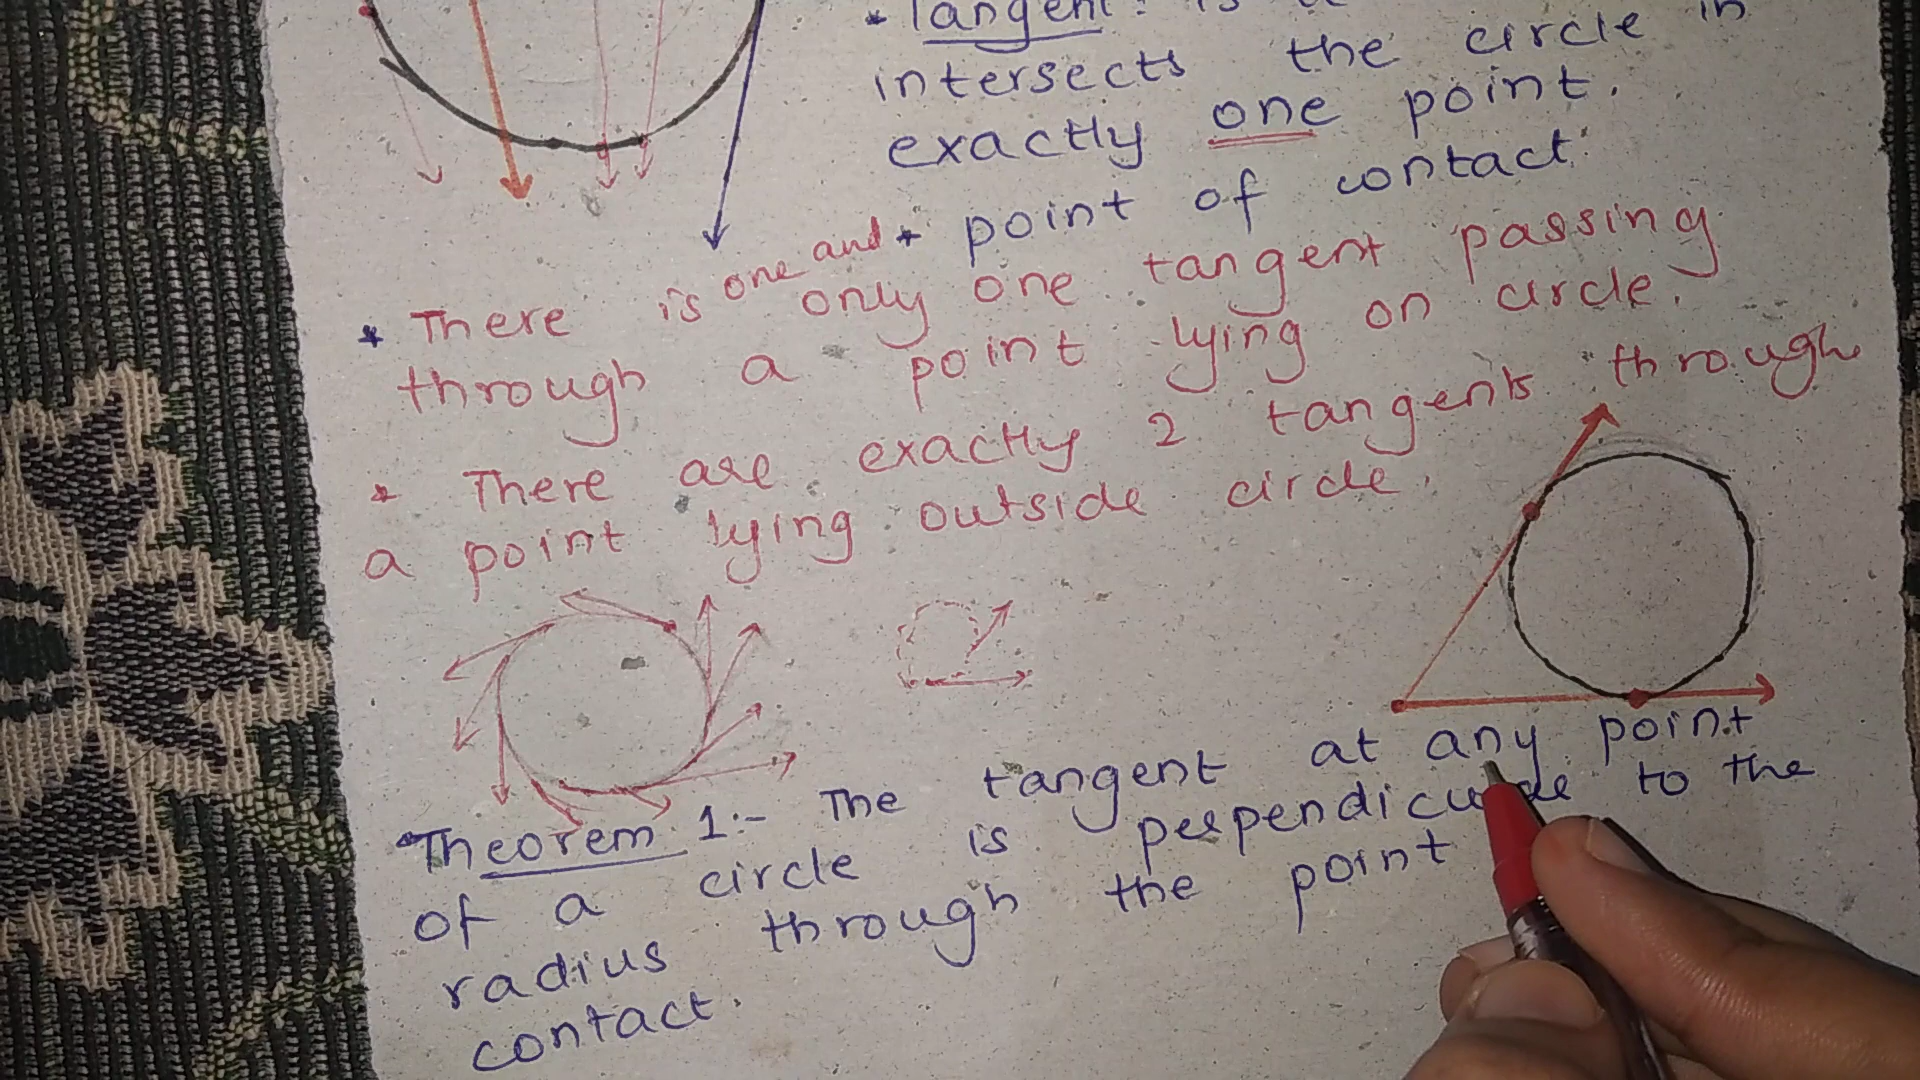 * Tangent: is a
intersects the circle in
exactly one point.
* point of contact
* There is one and only one tangent passing
through a point lying on circle.
* There are exactly 2 tangents through
a point lying outside circle.
Theorem 1:- The tangent at any point
of a circle is to the
radius through the point
contact.